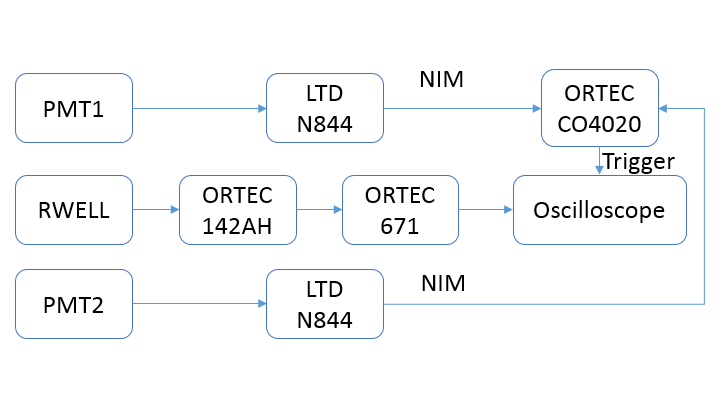 PMT1
LTD
N844
NIM
ORTEC
CO4020
Trigger
RWELL
ORTEC
142AH
ORTEC
671
Oscilloscope
PMT2
LTD
N844
NIM